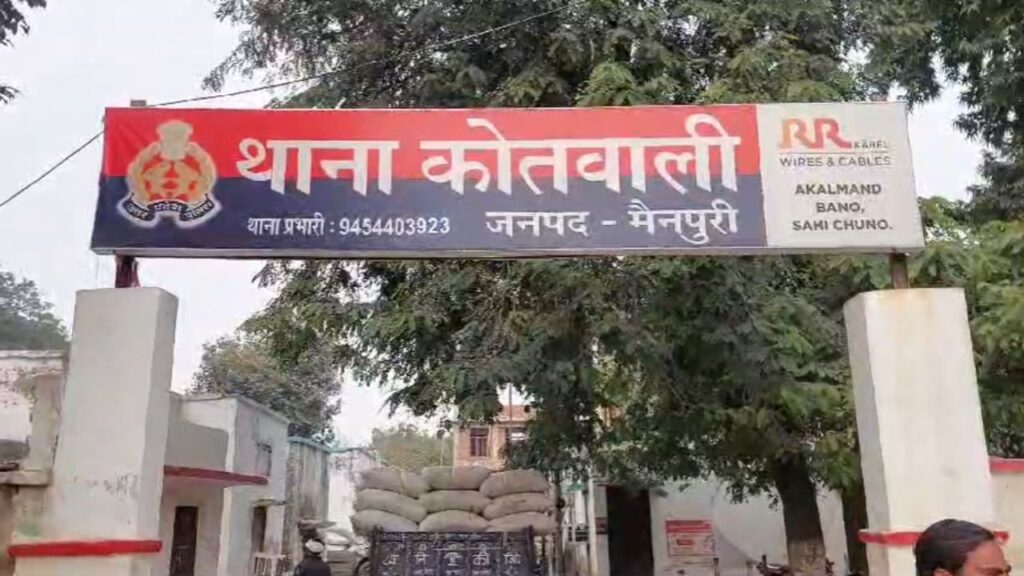 थाना कोतवाली
थाना प्रभारी : 9454403923
जनपद - मैनपुरी
RR
KABEL
WIRES & CABLES
AKALMAND
BANO,
SAHI CHUNO.